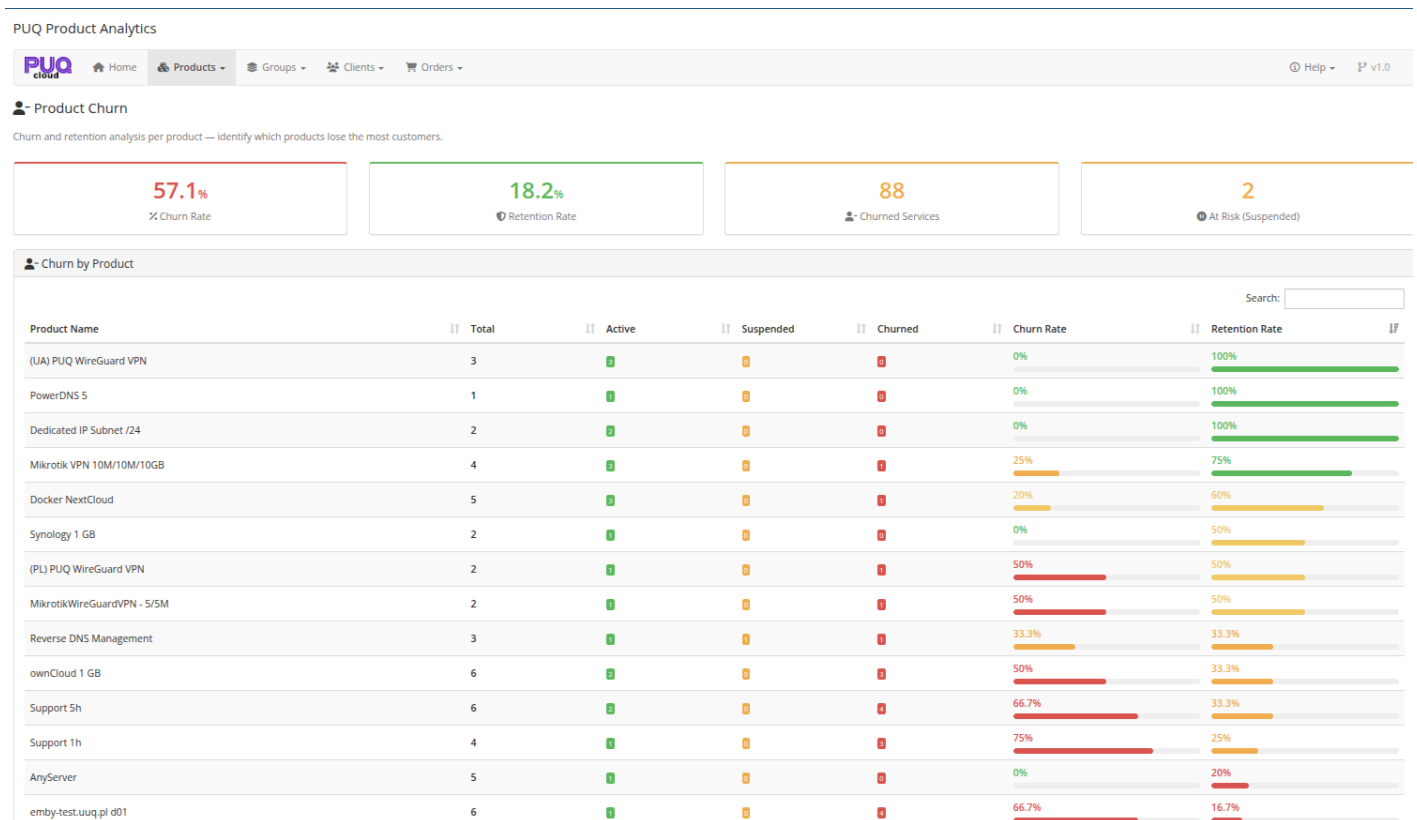 PUQ Product Analytics
PUQ cloud Home Products Groups Clients Orders Help v1.0
Product Churn
Churn and retention analysis per product — identify which products lose the most customers.
57.1% 18.2% 88 2
Churn Rate Retention Rate Churned Services At Risk (Suspended)
Churn by Product
Search:
Product Name Total Active Suspended Churned Churn Rate Retention Rate
(UA) PUQ WireGuard VPN 3 3 0 0 0% 100%
PowerDNS 5 1 1 0 0 0% 100%
Dedicated IP Subnet /24 2 2 0 0 0% 100%
Mikrotik VPN 10M/10M/10GB 4 3 0 1 25% 75%
Docker NextCloud 5 3 0 1 20% 60%
Synology 1 GB 2 1 0 0 0% 50%
(PL) PUQ WireGuard VPN 2 1 0 1 50% 50%
MikrotikWireGuardVPN - 5/5M 2 1 0 1 50% 50%
Reverse DNS Management 3 1 1 1 33.3% 33.3%
ownCloud 1 GB 6 2 0 3 50% 33.3%
Support 5h 6 2 0 4 66.7% 33.3%
Support 1h 4 1 0 3 75% 25%
AnyServer 5 1 0 0 0% 20%
emby-test.uuq.pl d01 6 1 0 4 66.7% 16.7%